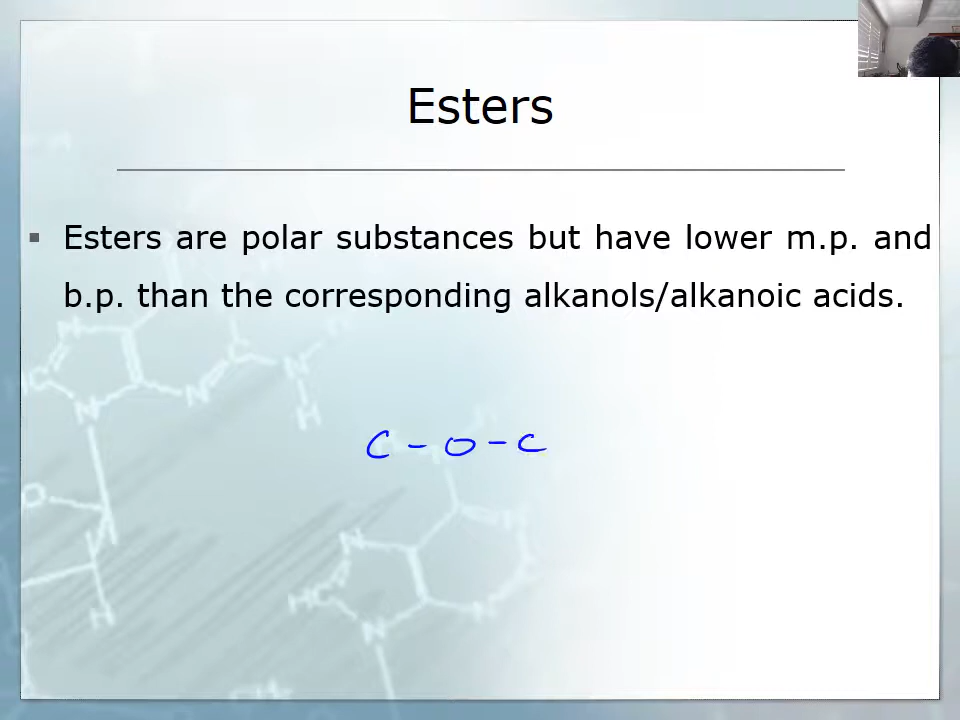 Esters
▪ Esters are polar substances but have lower m.p. and
b.p. than the corresponding alkanols/alkanoic acids.
C - O - C